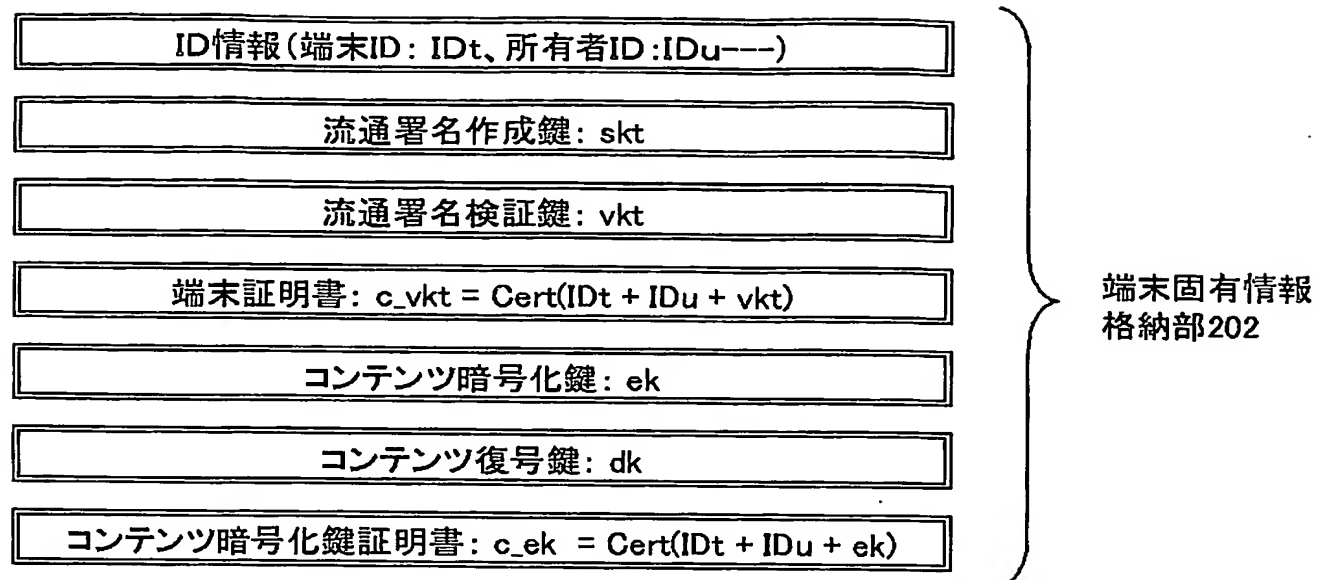 ID情報(端末ID: IDt、所有者ID:IDu---)
流通署名作成鍵: skt
流通署名検証鍵: vkt
端末証明書: c_vkt = Cert(IDt + IDu + vkt)
コンテンツ暗号化鍵: ek
コンテンツ復号鍵: dk
コンテンツ暗号化鍵証明書: c_ek = Cert(IDt + IDu + ek)
端末固有情報
格納部202